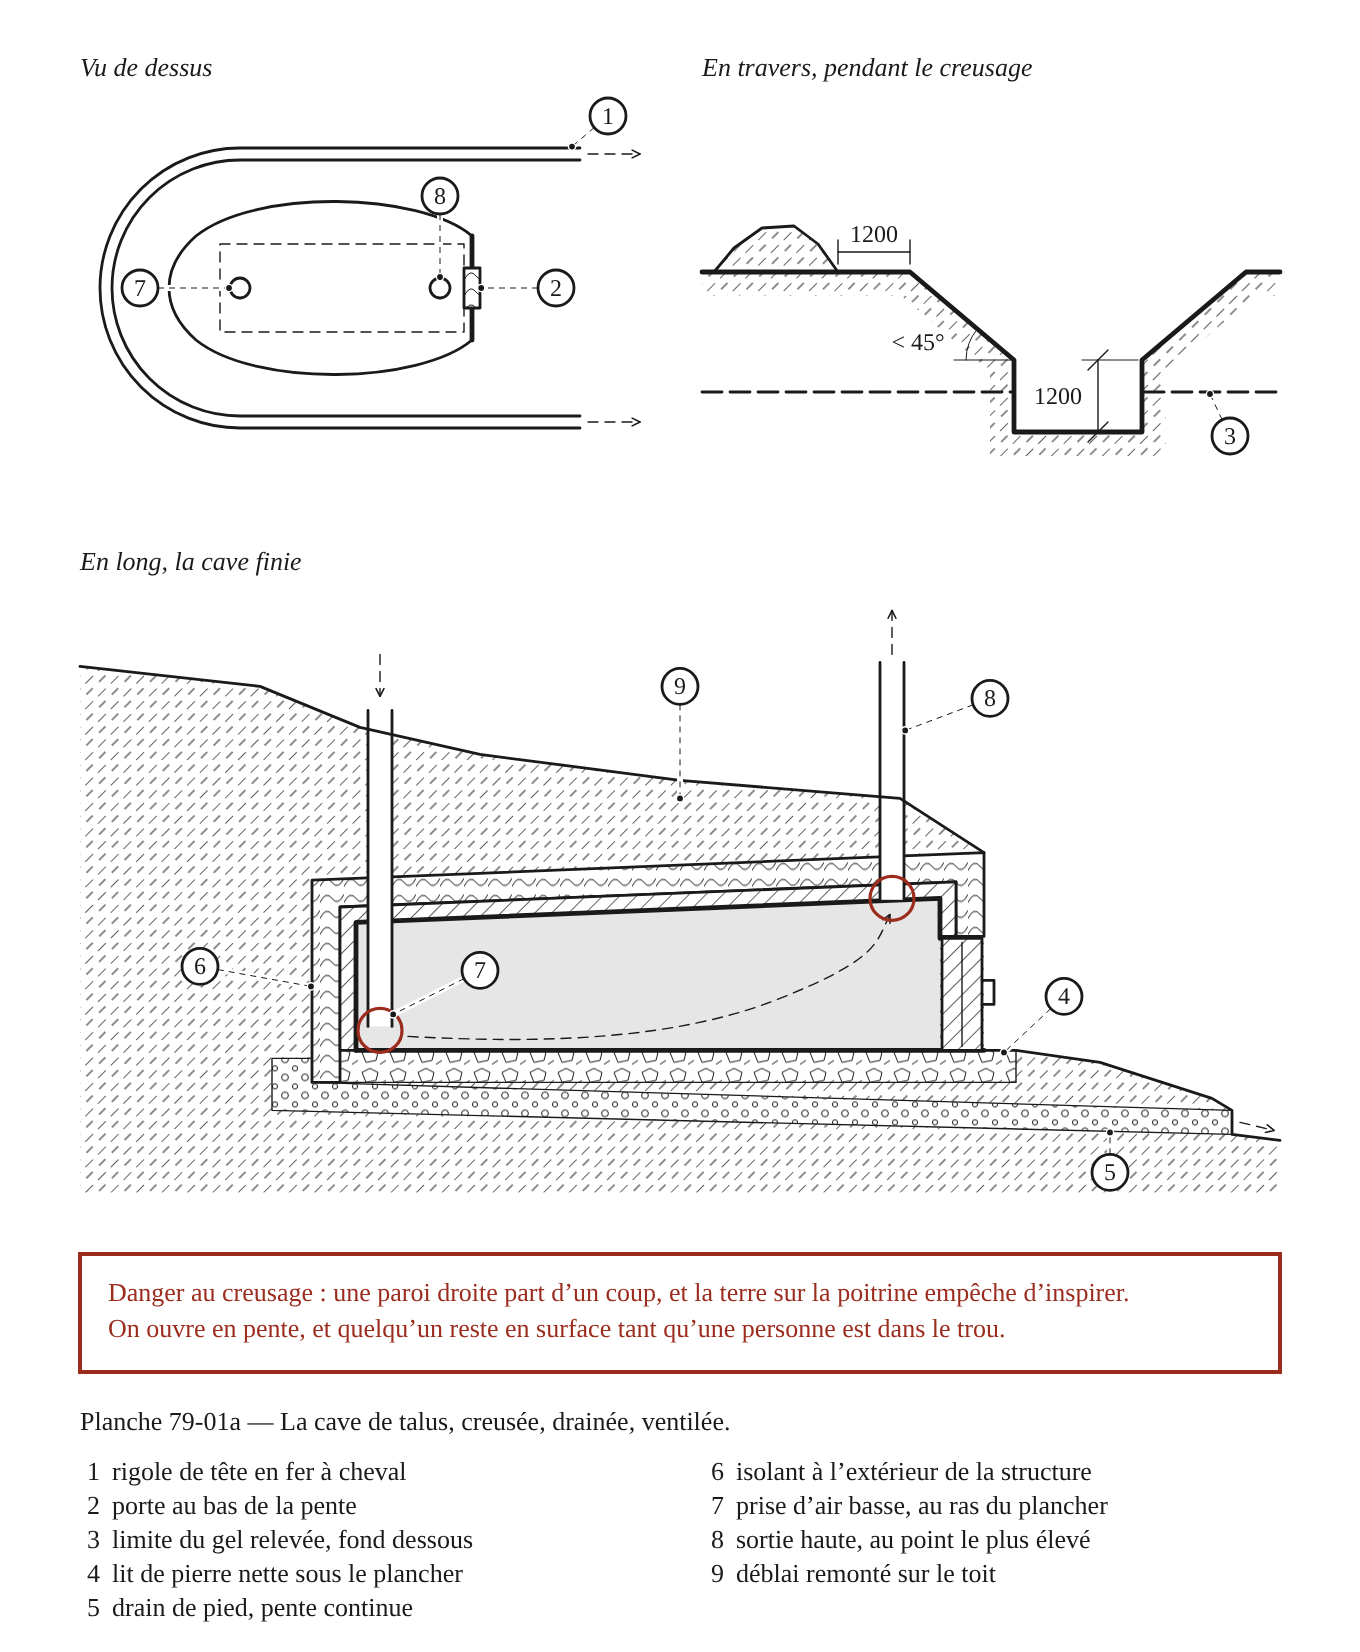 Vu de dessus
En travers, pendant le creusage
1
8
7
2
1200
< 45°
1200
3
En long, la cave finie
9
8
6
7
4
5
Danger au creusage : une paroi droite part d’un coup, et la terre sur la poitrine empêche d’inspirer.
On ouvre en pente, et quelqu’un reste en surface tant qu’une personne est dans le trou.
Planche 79-01a — La cave de talus, creusée, drainée, ventilée.
1 rigole de tête en fer à cheval
2 porte au bas de la pente
3 limite du gel relevée, fond dessous
4 lit de pierre nette sous le plancher
5 drain de pied, pente continue
6 isolant à l’extérieur de la structure
7 prise d’air basse, au ras du plancher
8 sortie haute, au point le plus élevé
9 déblai remonté sur le toit